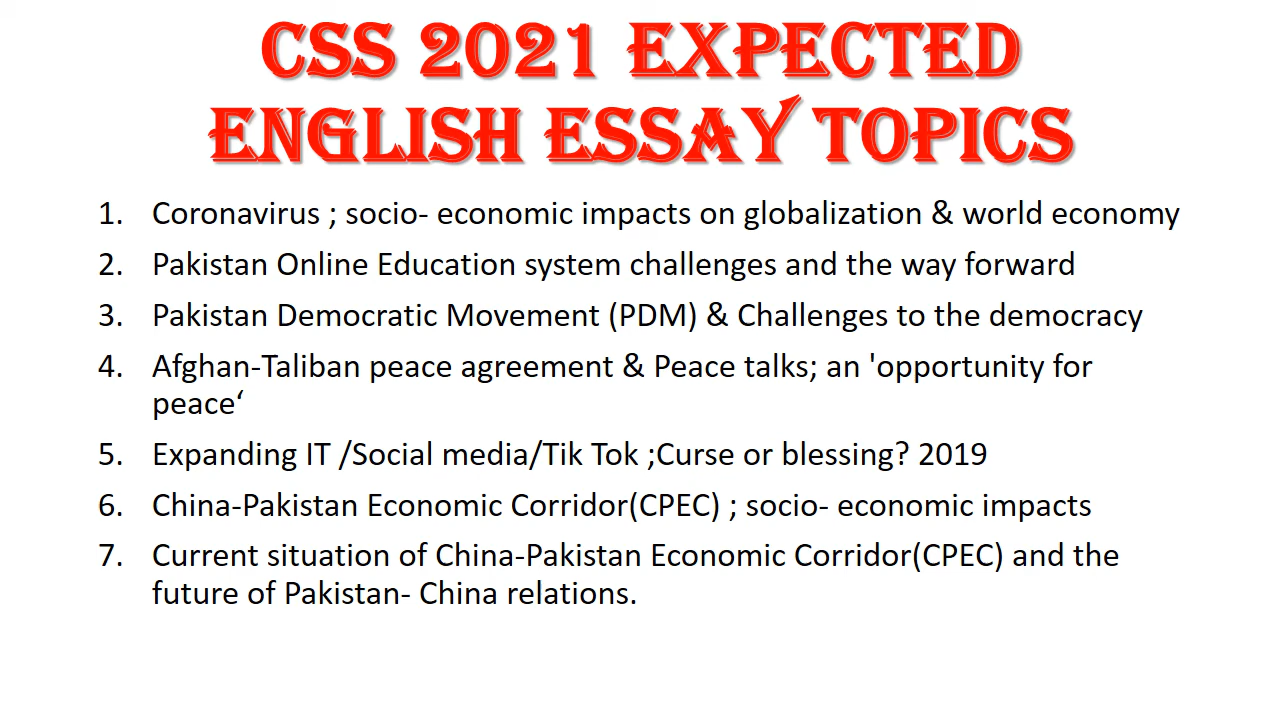 CSS 2021 EXPECTED
ENGLISH ESSAY TOPICS
1. Coronavirus ; socio- economic impacts on globalization & world economy
2. Pakistan Online Education system challenges and the way forward
3. Pakistan Democratic Movement (PDM) & Challenges to the democracy
4. Afghan-Taliban peace agreement & Peace talks; an 'opportunity for
peace‘
5. Expanding IT /Social media/Tik Tok ;Curse or blessing? 2019
6. China-Pakistan Economic Corridor(CPEC) ; socio- economic impacts
7. Current situation of China-Pakistan Economic Corridor(CPEC) and the
future of Pakistan- China relations.